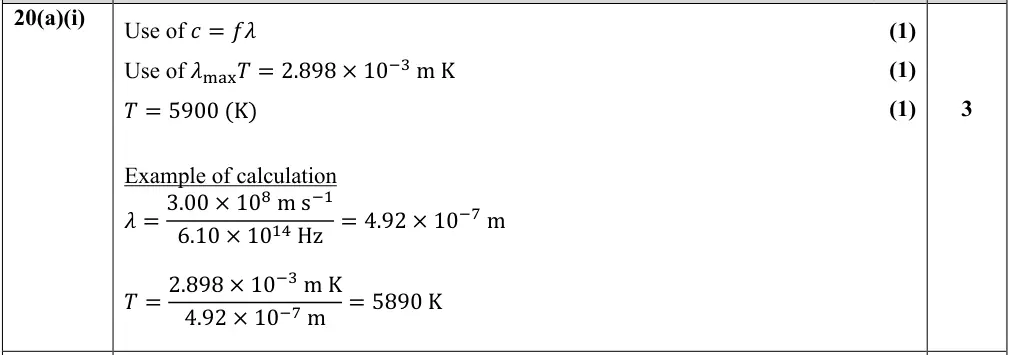 20(a)(i)
Use of 𝑐 = 𝑓𝜆 (1)
Use of 𝜆ₘₐₓ𝑇 = 2.898 × 10⁻³ m K (1)
𝑇 = 5900 (K) (1) 3
Example of calculation
𝜆 = (3.00 × 10⁸ m s⁻¹)/(6.10 × 10¹⁴ Hz) = 4.92 × 10⁻⁷ m
𝑇 = (2.898 × 10⁻³ m K)/(4.92 × 10⁻⁷ m) = 5890 K